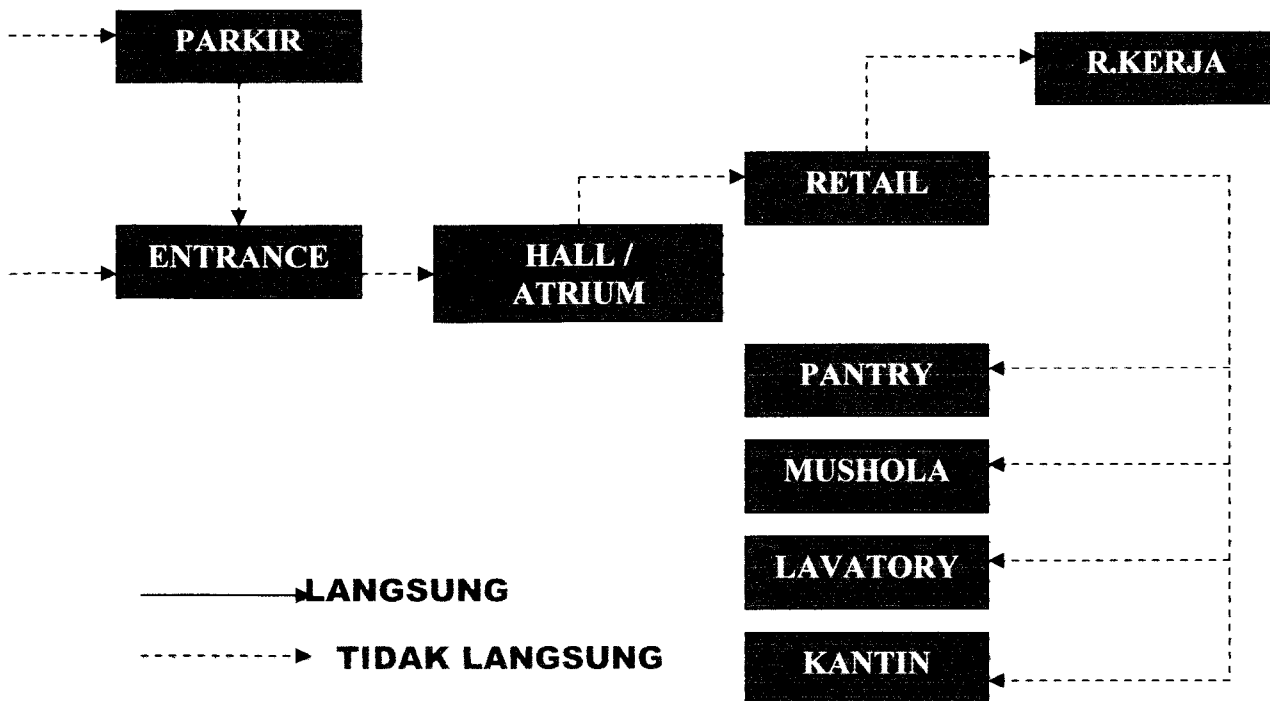 PARKIR
R.KERJA
RETAIL
ENTRANCE
HALL /
ATRIUM
PANTRY
MUSHOLA
LAVATORY
LANGSUNG
TIDAK LANGSUNG
KANTIN